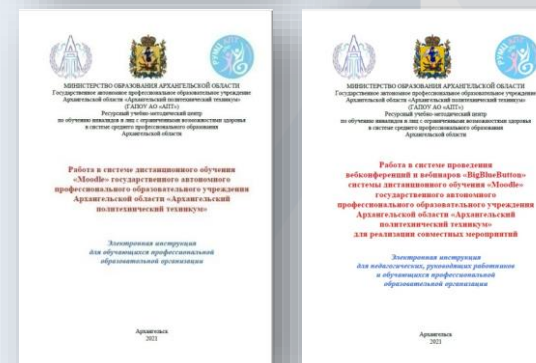 МИНИСТЕРСТВО ОБРАЗОВАНИЯ АРХАНГЕЛЬСКОЙ ОБЛАСТИ
Государственное автономное профессиональное образовательное учреждение
Архангельской области «Архангельский политехнический техникум»
(ГАПОУ АО «АПТ»)
Ресурсный учебно-методический центр
по обучению инвалидов и лиц с ограниченными возможностями здоровья
в системе среднего профессионального образования
Архангельской области
Работа в системе дистанционного обучения
«Moodle» государственного автономного
профессионального образовательного учреждения
Архангельской области «Архангельский
политехнический техникум»
Электронная инструкция
для обучающихся профессиональной
образовательной организации
Архангельск
2021
МИНИСТЕРСТВО ОБРАЗОВАНИЯ АРХАНГЕЛЬСКОЙ ОБЛАСТИ
Государственное автономное профессиональное образовательное учреждение
Архангельской области «Архангельский политехнический техникум»
(ГАПОУ АО «АПТ»)
Ресурсный учебно-методический центр
по обучению инвалидов и лиц с ограниченными возможностями здоровья
в системе среднего профессионального образования
Архангельской области
Работа в системе проведения
вебконференций и вебинаров «BigBlueButton»
системы дистанционного обучения «Moodle»
государственного автономного
профессионального образовательного учреждения
Архангельской области «Архангельский
политехнический техникум»
для реализации совместных мероприятий
Электронная инструкция
для педагогических, руководящих работников
и обучающихся профессиональной
образовательной организации
Архангельск
2021